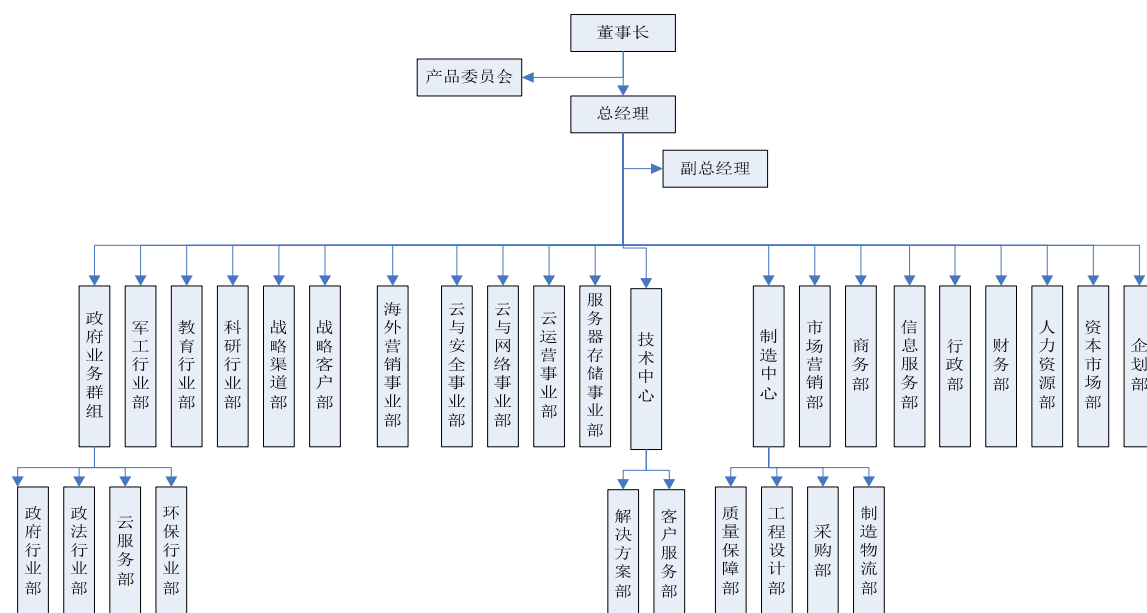 董事长
产品委员会
总经理
副总经理
政府业务群组
军工行业部
教育行业部
科研行业部
战略渠道部
战略客户部
海外营销事业部
云与安全事业部
云与网络事业部
云运营事业部
服务器存储事业部
技术中心
制造中心
市场营销部
商务部
信息服务部
行政部
财务部
人力资源部
资本市场部
企划部
政府行业部
政法行业部
云服务部
环保行业部
解决方案部
客户服务部
质量保障部
工程设计部
采购部
制造物流部